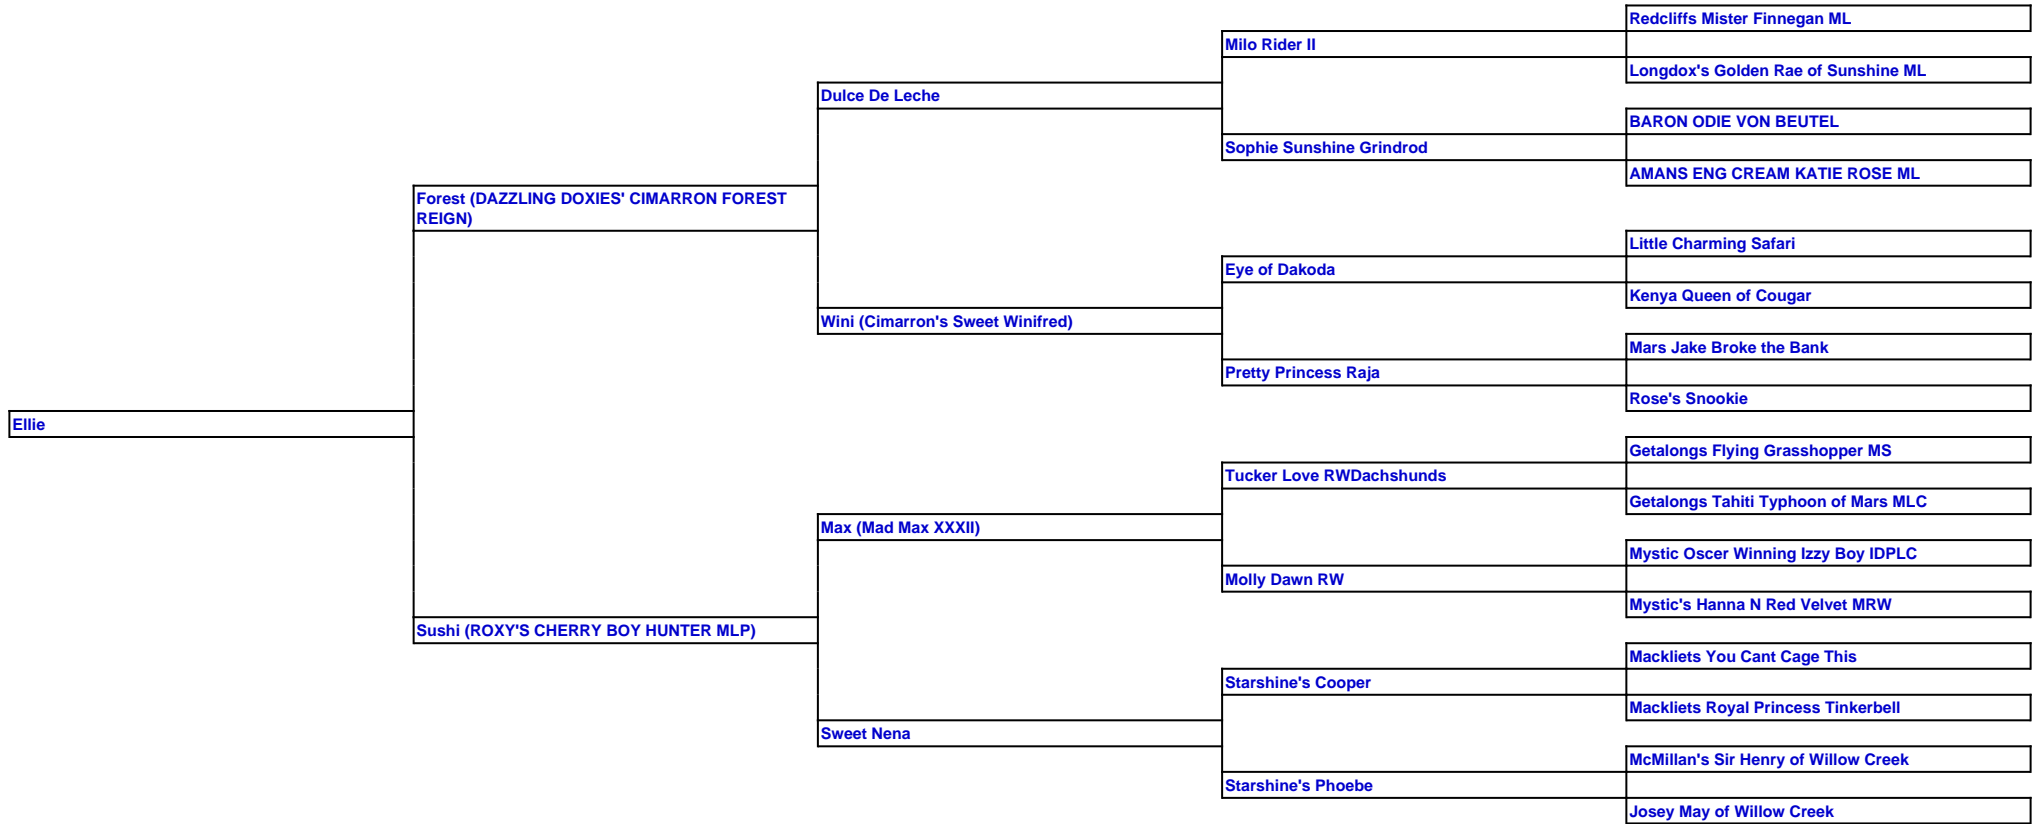 Redcliffs Mister Finnegan ML
Milo Rider II
Longdox's Golden Rae of Sunshine ML
Dulce De Leche
BARON ODIE VON BEUTEL
Sophie Sunshine Grindrod
AMANS ENG CREAM KATIE ROSE ML
Forest (DAZZLING DOXIES' CIMARRON FOREST
REIGN)
Little Charming Safari
Eye of Dakoda
Kenya Queen of Cougar
Wini (Cimarron's Sweet Winifred)
Mars Jake Broke the Bank
Pretty Princess Raja
Rose's Snookie
Ellie
Getalongs Flying Grasshopper MS
Tucker Love RWDachshunds
Getalongs Tahiti Typhoon of Mars MLC
Max (Mad Max XXXII)
Mystic Oscer Winning Izzy Boy IDPLC
Molly Dawn RW
Mystic's Hanna N Red Velvet MRW
Sushi (ROXY'S CHERRY BOY HUNTER MLP)
Mackliets You Cant Cage This
Starshine's Cooper
Mackliets Royal Princess Tinkerbell
Sweet Nena
McMillan's Sir Henry of Willow Creek
Starshine's Phoebe
Josey May of Willow Creek